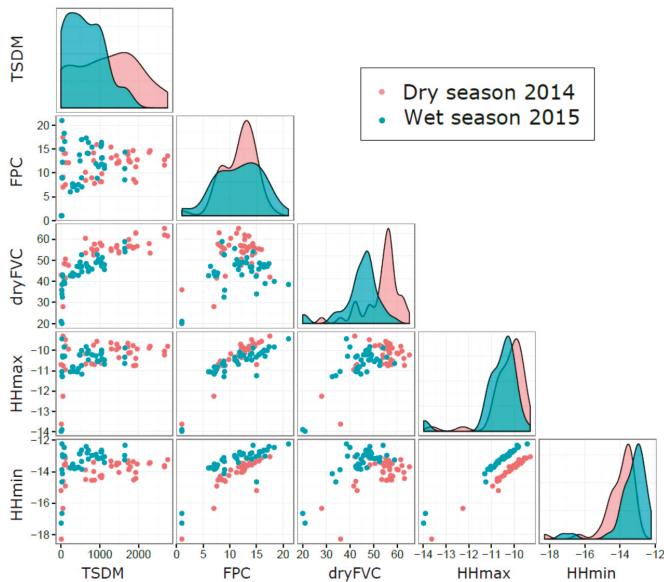 TSDM
Dry season 2014
Wet season 2015
FPC
20
15
10
5
0
dryFVC
60
50
40
30
20
HHmax
-10
-11
-12
-13
-14
HHmin
-12
-14
-16
-18
0 1000 2000 0 5 10 15 20 20 30 40 50 60 -14 -12 -10 -18 -16 -14 -12
TSDM FPC dryFVC HHmax HHmin